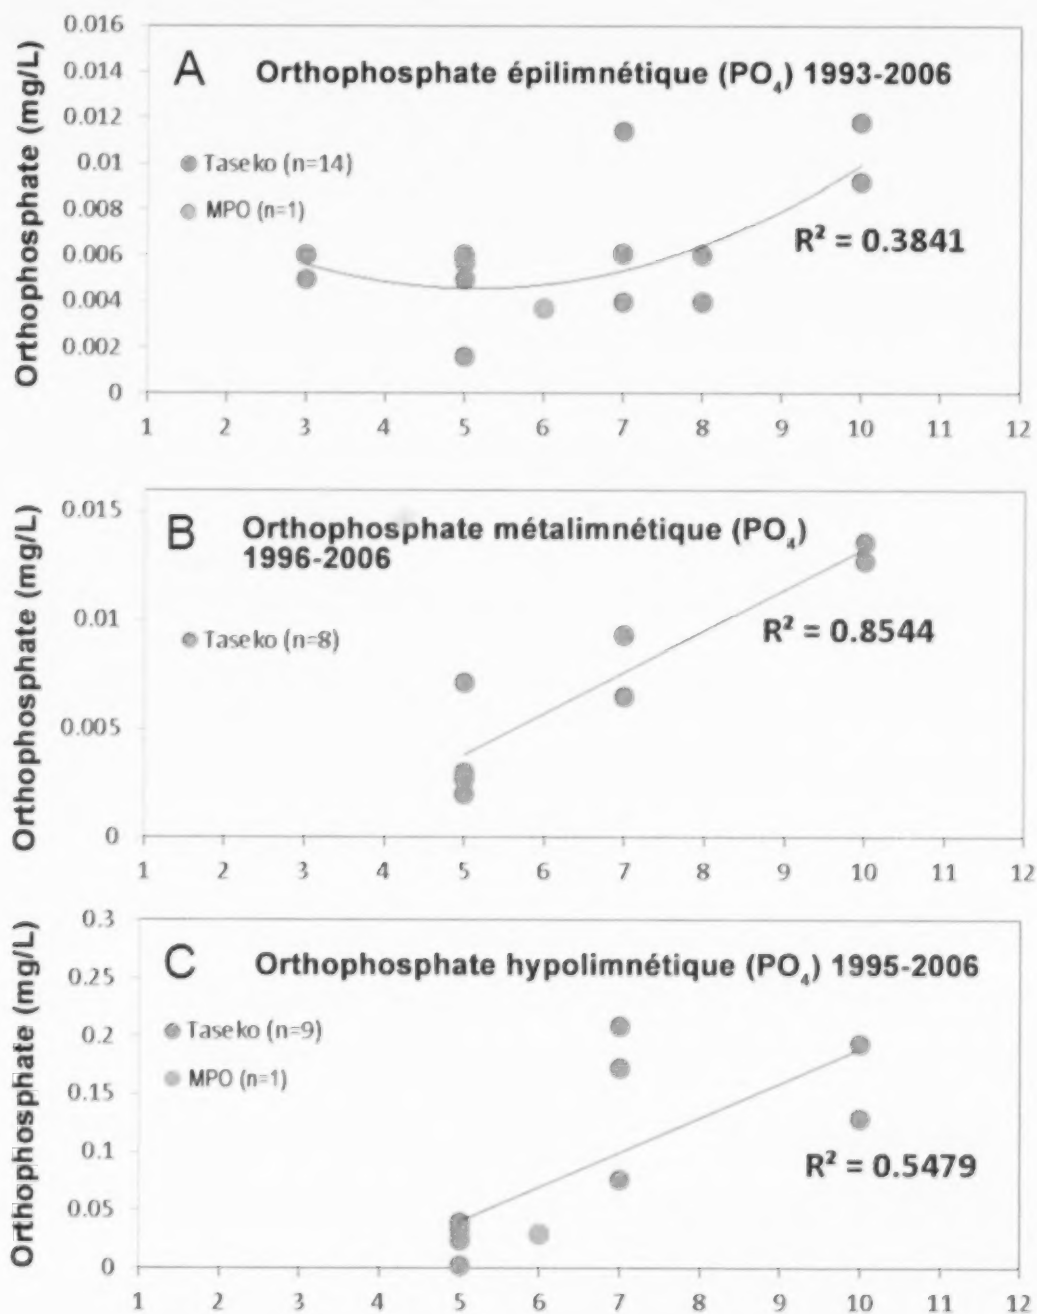 Orthophosphate (mg/L)
0.016
0.014
0.012
0.01
0.008
0.006
0.004
0.002
0
A
Orthophosphate épilimnétique (PO₄) 1993-2006
Taseko (n=14)
MPO (n=1)
R² = 0.3841
1 2 3 4 5 6 7 8 9 10 11 12
Orthophosphate (mg/L)
0.015
0.01
0.005
0
B
Orthophosphate métalimnétique (PO₄)
1996-2006
Taseko (n=8)
R² = 0.8544
1 2 3 4 5 6 7 8 9 10 11 12
Orthophosphate (mg/L)
0.3
0.25
0.2
0.15
0.1
0.05
0
C
Orthophosphate hypolimnétique (PO₄) 1995-2006
Taseko (n=9)
MPO (n=1)
R² = 0.5479
1 2 3 4 5 6 7 8 9 10 11 12